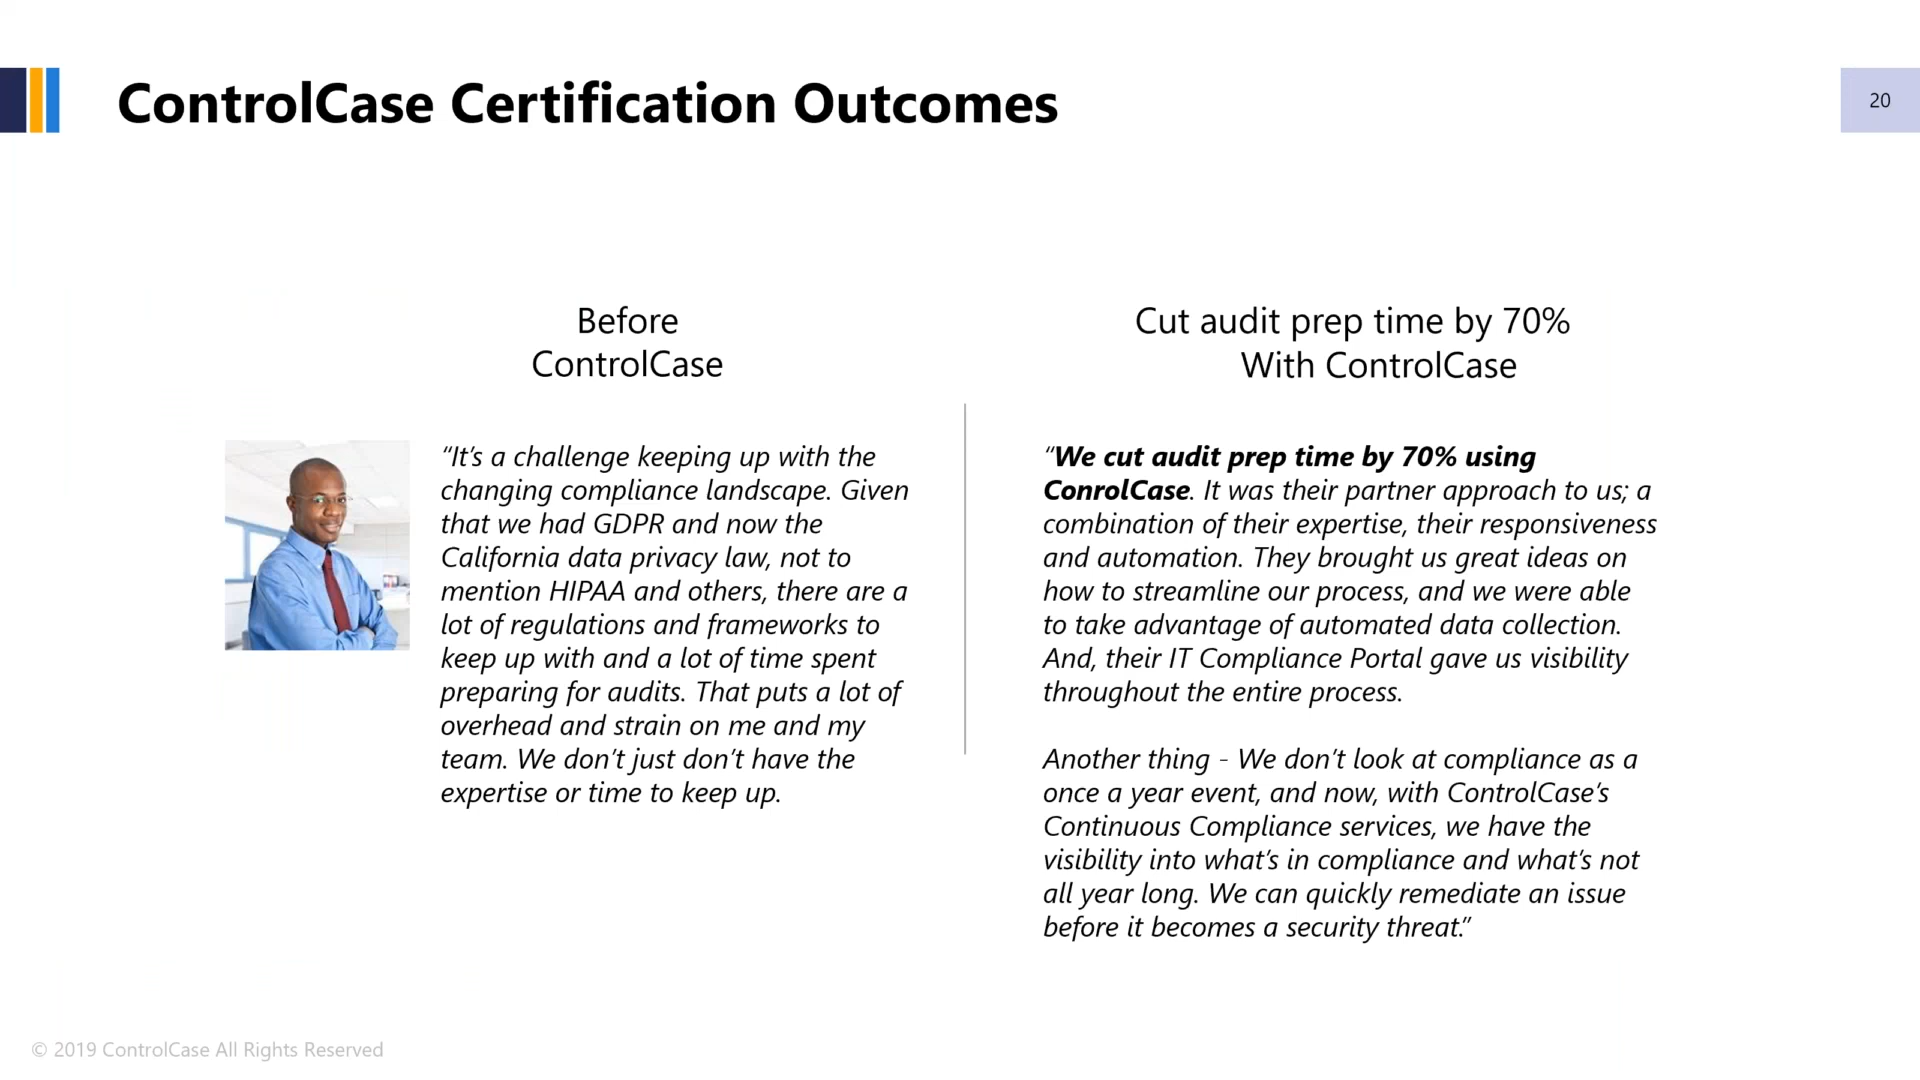 ControlCase Certification Outcomes
20
Before
ControlCase
“It’s a challenge keeping up with the
changing compliance landscape. Given
that we had GDPR and now the
California data privacy law, not to
mention HIPAA and others, there are a
lot of regulations and frameworks to
keep up with and a lot of time spent
preparing for audits. That puts a lot of
overhead and strain on me and my
team. We don’t just don’t have the
expertise or time to keep up.
Cut audit prep time by 70%
With ControlCase
“We cut audit prep time by 70% using
ConrolCase. It was their partner approach to us; a
combination of their expertise, their responsiveness
and automation. They brought us great ideas on
how to streamline our process, and we were able
to take advantage of automated data collection.
And, their IT Compliance Portal gave us visibility
throughout the entire process.
Another thing - We don’t look at compliance as a
once a year event, and now, with ControlCase’s
Continuous Compliance services, we have the
visibility into what’s in compliance and what’s not
all year long. We can quickly remediate an issue
before it becomes a security threat.”
© 2019 ControlCase All Rights Reserved